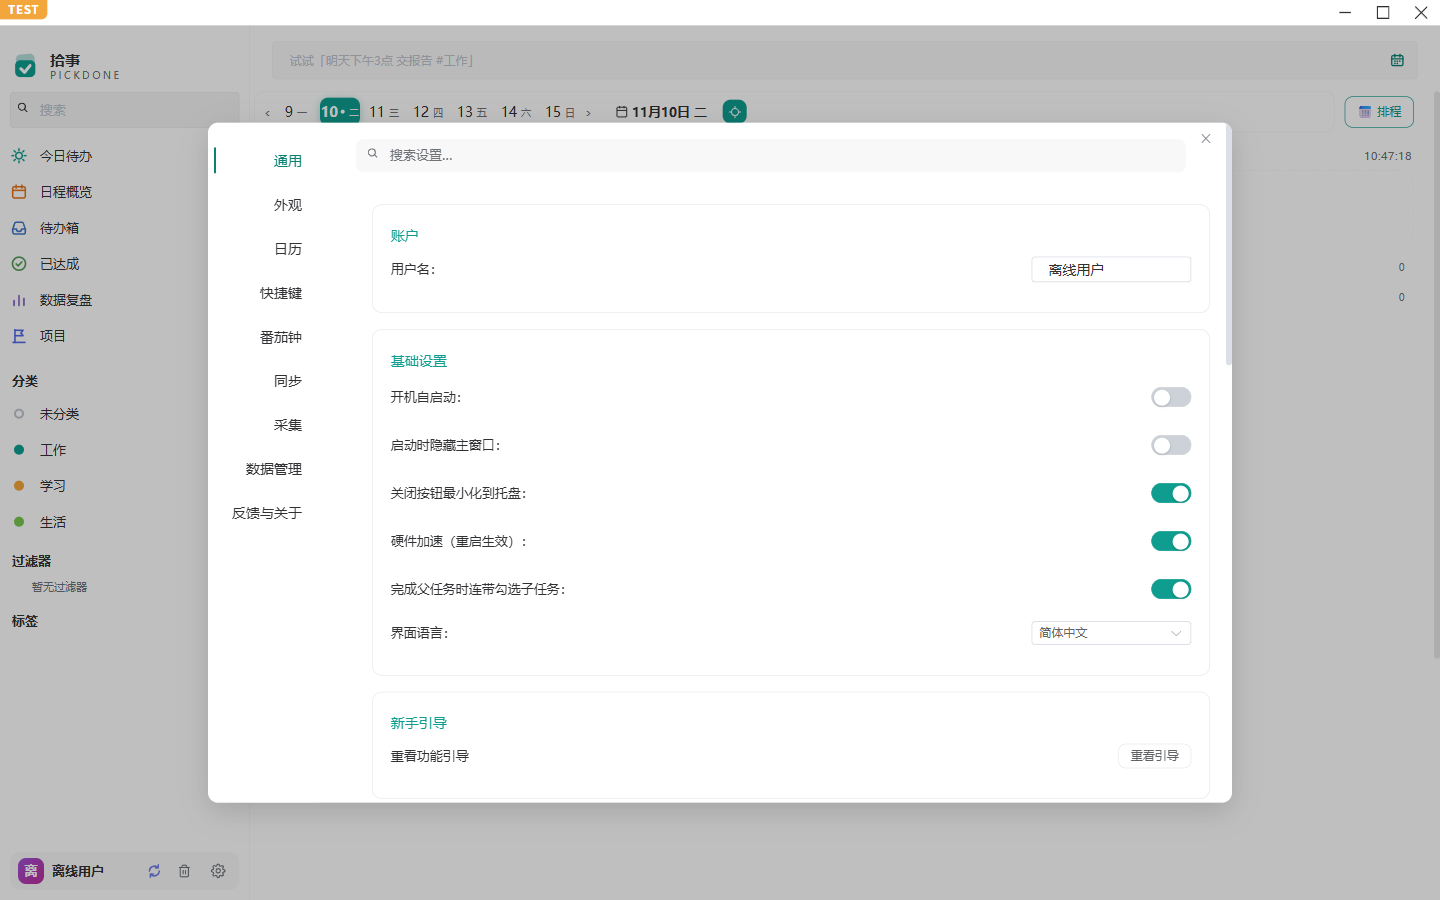 TEST
拾事
PICKDONE
搜索
今日待办
日程概览
待办箱
已达成
数据复盘
项目
分类
未分类
工作
学习
生活
过滤器
暂无过滤器
标签
离 离线用户
试试「明天下午3点 交报告 #工作」
‹ 9 一 10 • 二 11 三 12 四 13 五 14 六 15 日 › 11月10日 二
排程
10:47:18
0
0
通用
外观
日历
快捷键
番茄钟
同步
采集
数据管理
反馈与关于
搜索设置...
账户
用户名:
离线用户
基础设置
开机自启动:
启动时隐藏主窗口:
关闭按钮最小化到托盘:
硬件加速（重启生效）:
完成父任务时连带勾选子任务:
界面语言:
简体中文
新手引导
重看功能引导
重看引导